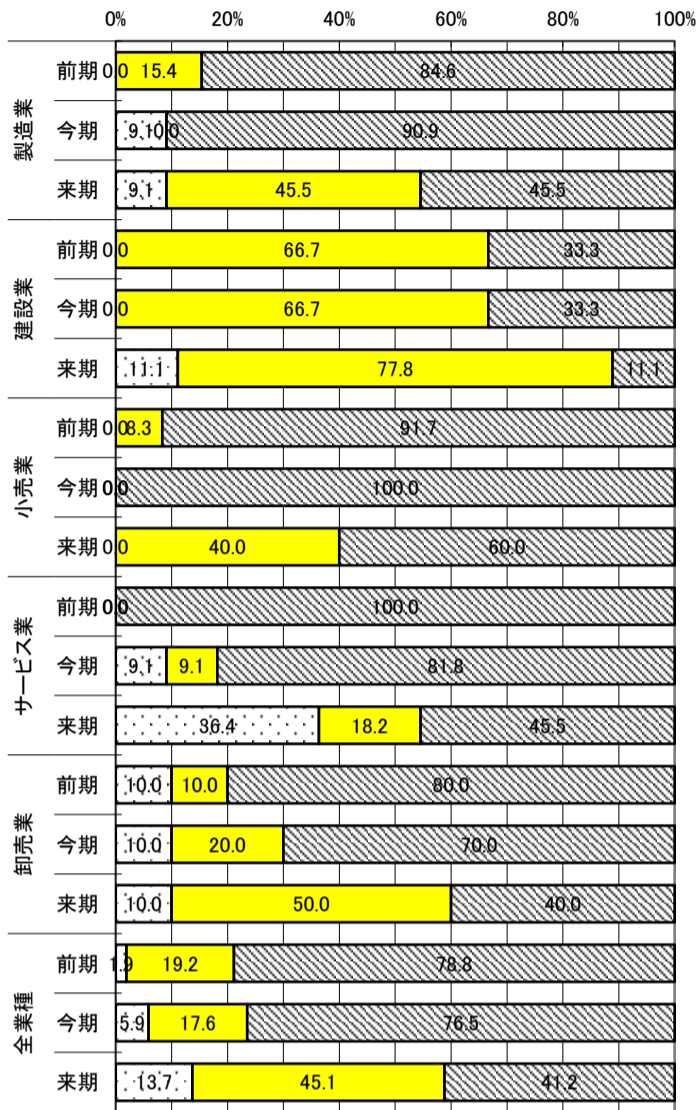 0% 20% 40% 60% 80% 100%
製造業
前期 0.0 15.4 84.6
今期 9.1 0.0 90.9
来期 9.1 45.5 45.5
建設業
前期 0.0 66.7 33.3
今期 0.0 66.7 33.3
来期 11.1 77.8 11.1
小売業
前期 0.0 8.3 91.7
今期 0.0 0.0 100.0
来期 0.0 40.0 60.0
サービス業
前期 0.0 0.0 100.0
今期 9.1 9.1 81.8
来期 36.4 18.2 45.5
卸売業
前期 10.0 10.0 80.0
今期 10.0 20.0 70.0
来期 10.0 50.0 40.0
全業種
前期 1.9 19.2 78.8
今期 5.9 17.6 76.5
来期 13.7 45.1 41.2